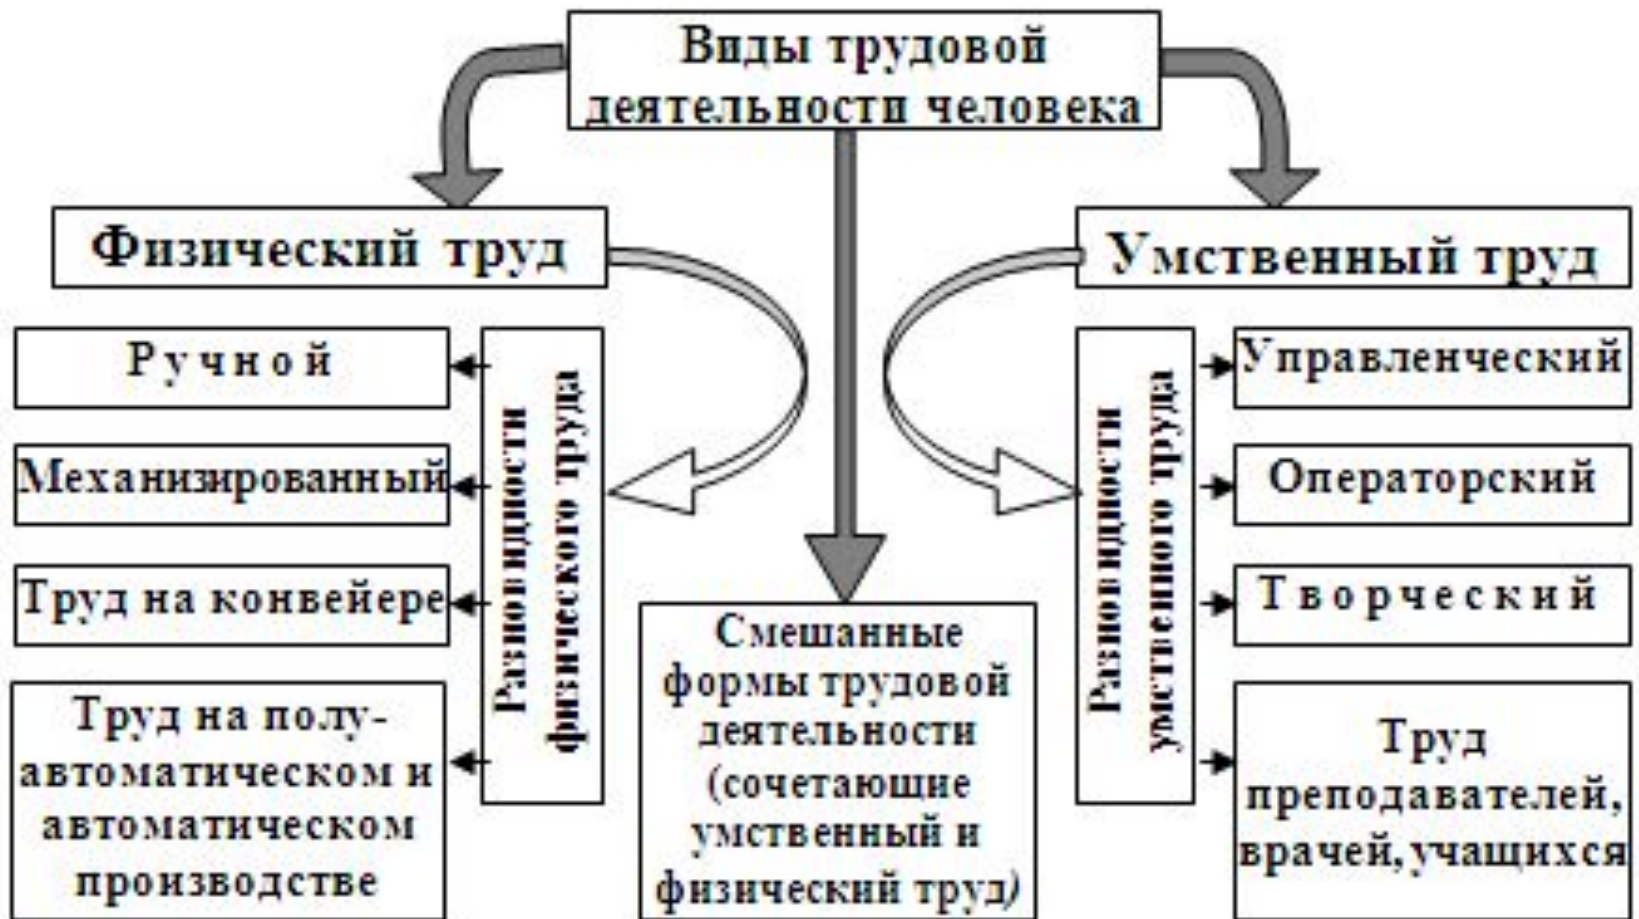 Виды трудовой
деятельности человека
Физический труд
Умственный труд
Ручной
Механизированный
Труд на конвейере
Труд на полу-
автоматическом и
автоматическом
производстве
Разновидности
физического труда
Смешанные
формы трудовой
деятельности
(сочетающие
умственный и
физический труд)
Разновидности
умственного труда
Управленческий
Операторский
Творческий
Труд
преподавателей,
врачей, учащихся